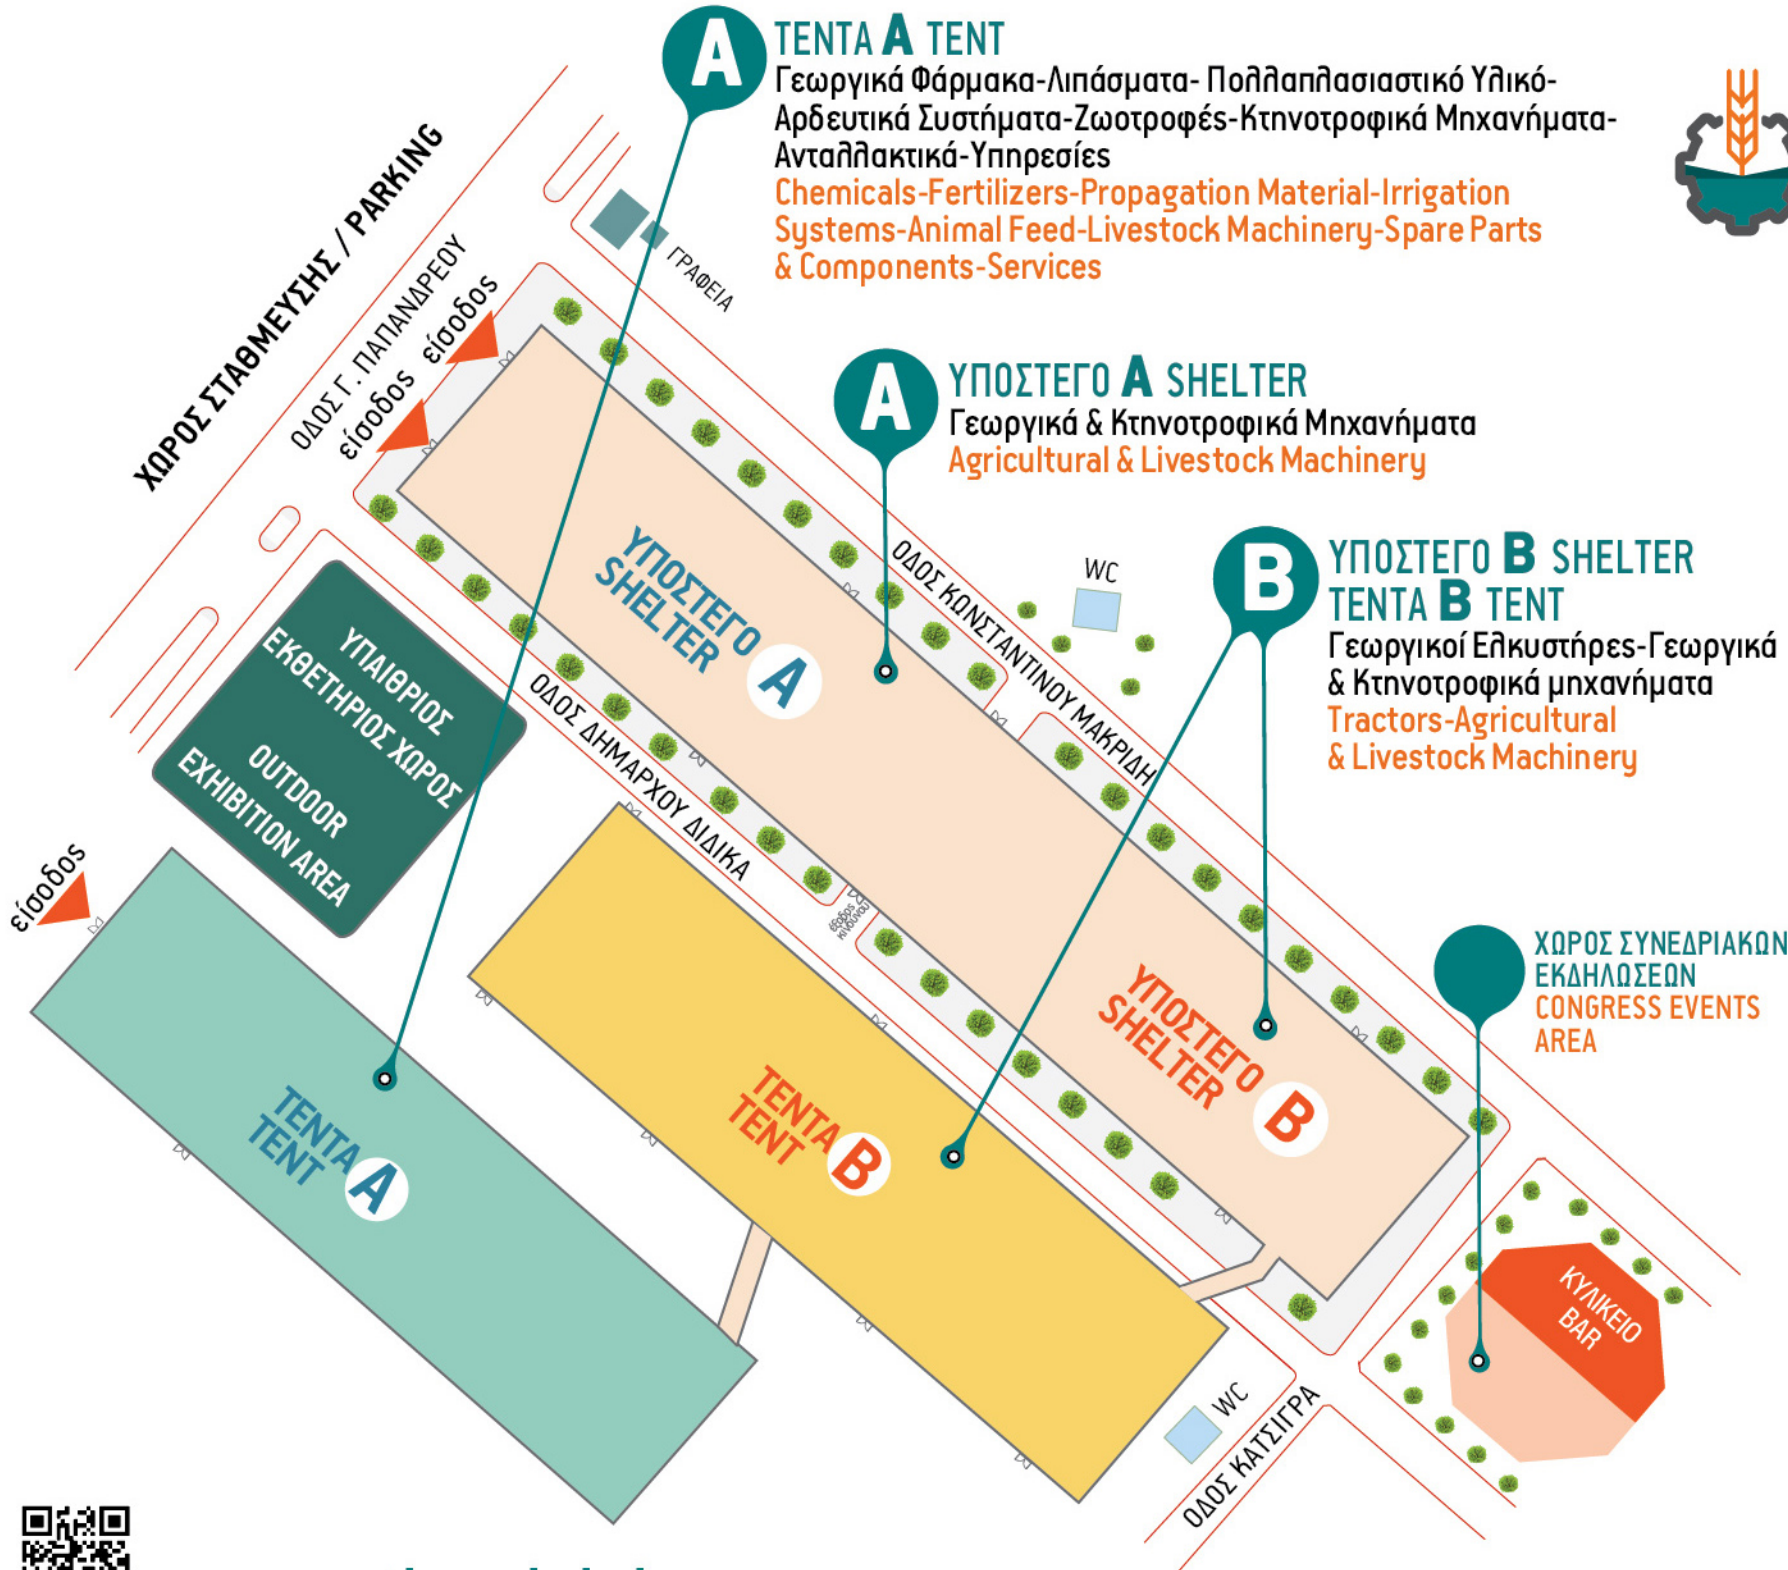 A
ΤΕΝΤΑ A TENT
Γεωργικά Φάρμακα-Λιπάσματα- Πολλαπλασιαστικό Υλικό-
Αρδευτικά Συστήματα-Ζωοτροφές-Κτηνοτροφικά Μηχανήματα-
Ανταλλακτικά-Υπηρεσίες
Chemicals-Fertilizers-Propagation Material-Irrigation
Systems-Animal Feed-Livestock Machinery-Spare Parts
& Components-Services
ΧΩΡΟΣ ΣΤΑΘΜΕΥΣΗΣ / PARKING
ΟΔΟΣ Γ. ΠΑΠΑΝΔΡΕΟΥ
ΓΡΑΦΕΙΑ
είσοδος
είσοδος
A
ΥΠΟΣΤΕΓΟ A SHELTER
Γεωργικά & Κτηνοτροφικά Μηχανήματα
Agricultural & Livestock Machinery
B
ΥΠΟΣΤΕΓΟ B SHELTER
ΤΕΝΤΑ B TENT
Γεωργικοί Ελκυστήρες-Γεωργικά
& Κτηνοτροφικά μηχανήματα
Tractors-Agricultural
& Livestock Machinery
WC
ΟΔΟΣ ΚΩΝΣΤΑΝΤΙΝΟΥ ΜΑΚΡΙΔΗ
ΥΠΟΣΤΕΓΟ
SHELTER
A
ΥΠΑΙΘΡΙΟΣ
ΕΚΘΕΤΗΡΙΟΣ ΧΩΡΟΣ
OUTDOOR
EXHIBITION AREA
ΟΔΟΣ ΔΗΜΑΡΧΟΥ ΔΙΔΙΚΑ
είσοδος
έξοδος
κινδύνου
ΧΩΡΟΣ ΣΥΝΕΔΡΙΑΚΩΝ
ΕΚΔΗΛΩΣΕΩΝ
CONGRESS EVENTS
AREA
ΥΠΟΣΤΕΓΟ
SHELTER
B
ΤΕΝΤΑ
TENT
B
ΤΕΝΤΑ
TENT
A
ΚΥΛΙΚΕΙΟ
BAR
WC
ΟΔΟΣ ΚΑΤΣΙΓΡΑ